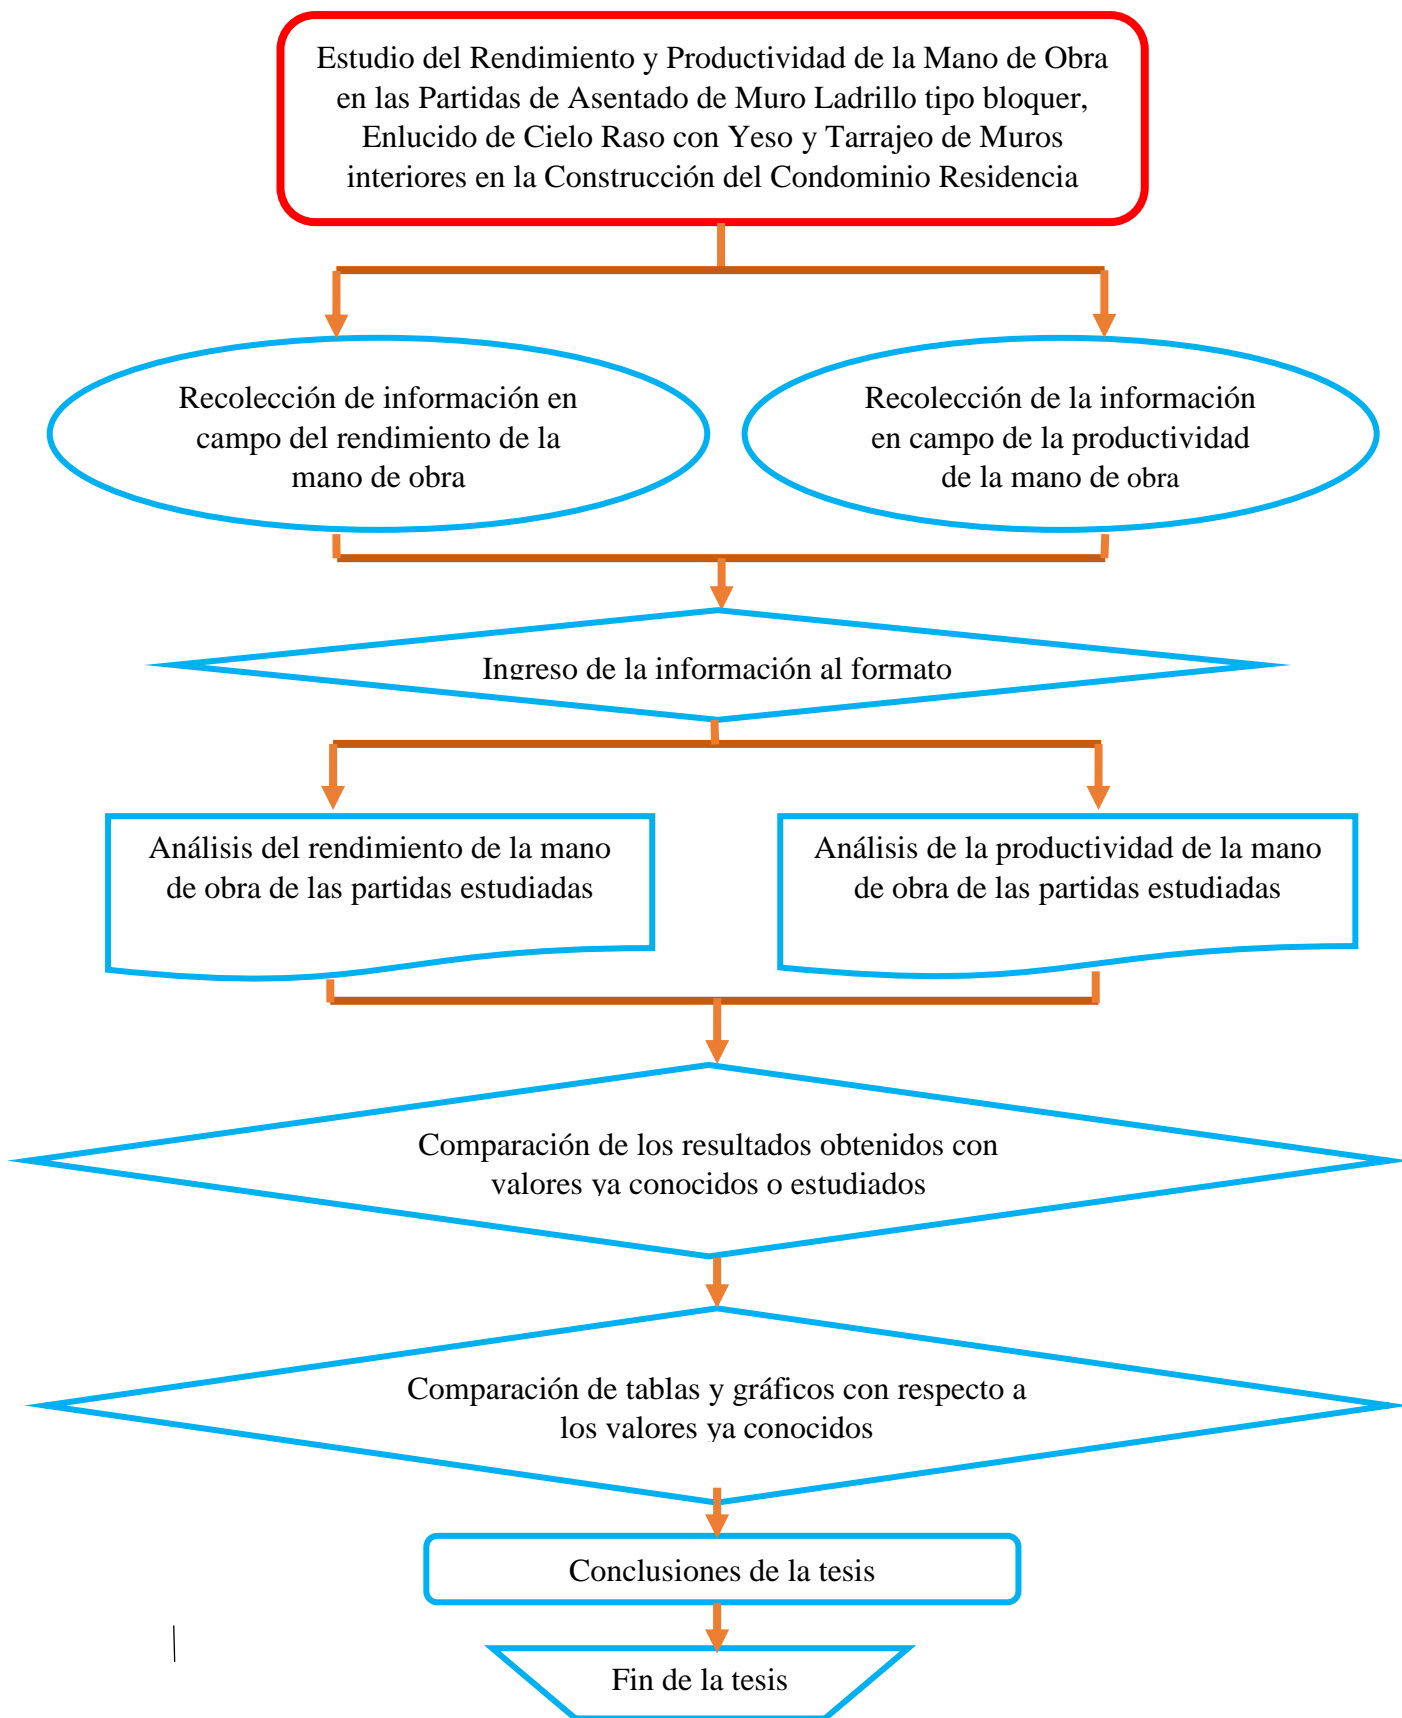 Estudio del Rendimiento y Productividad de la Mano de Obra
en las Partidas de Asentado de Muro Ladrillo tipo bloquer,
Enlucido de Cielo Raso con Yeso y Tarrajeo de Muros
interiores en la Construcción del Condominio Residencia
Recolección de información en
campo del rendimiento de la
mano de obra
Recolección de la información
en campo de la productividad
de la mano de obra
Ingreso de la información al formato
Análisis del rendimiento de la mano
de obra de las partidas estudiadas
Análisis de la productividad de la mano
de obra de las partidas estudiadas
Comparación de los resultados obtenidos con
valores ya conocidos o estudiados
Comparación de tablas y gráficos con respecto a
los valores ya conocidos
Conclusiones de la tesis
Fin de la tesis